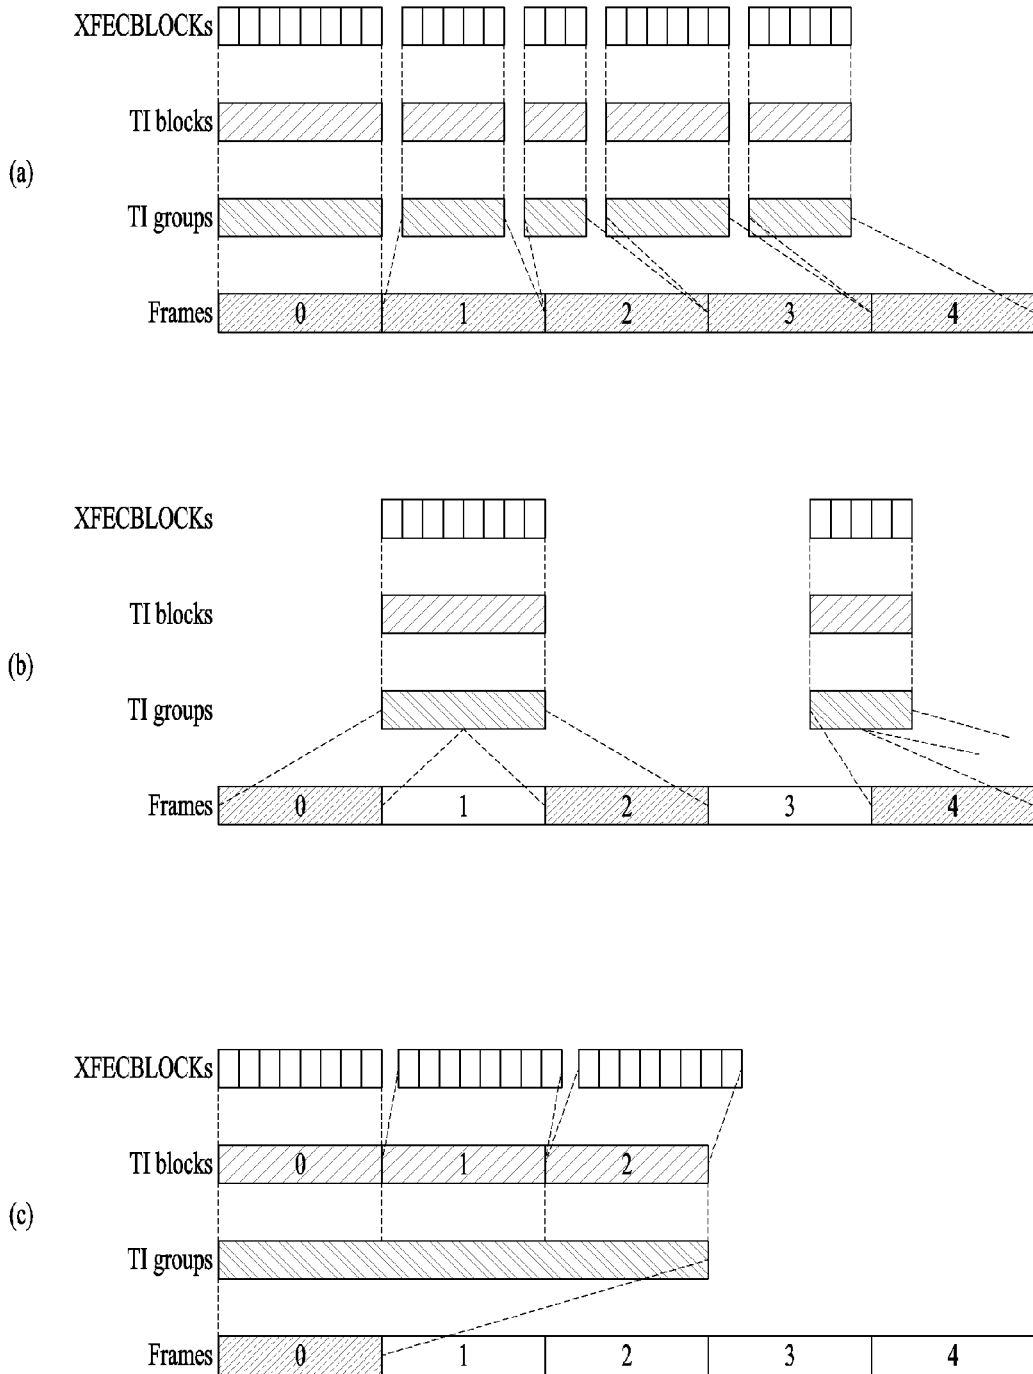 XFECBLOCKs
TI blocks
(a)
TI groups
Frames 0 1 2 3 4
XFECBLOCKs
TI blocks
(b)
TI groups
Frames 0 1 2 3 4
XFECBLOCKs
TI blocks 0 1 2
(c)
TI groups
Frames 0 1 2 3 4